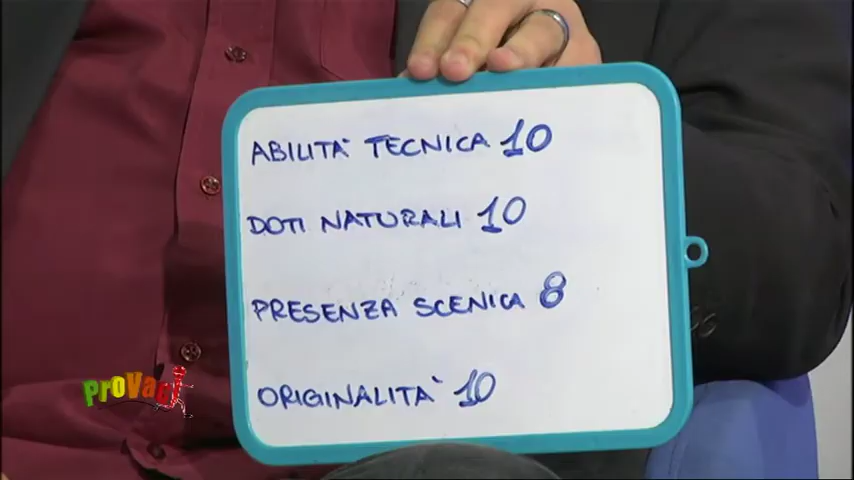 ABILITA' TECNICA 10
DOTI NATURALI 10
PRESENZA SCENICA 8
ORIGINALITA' 10
PROVACI